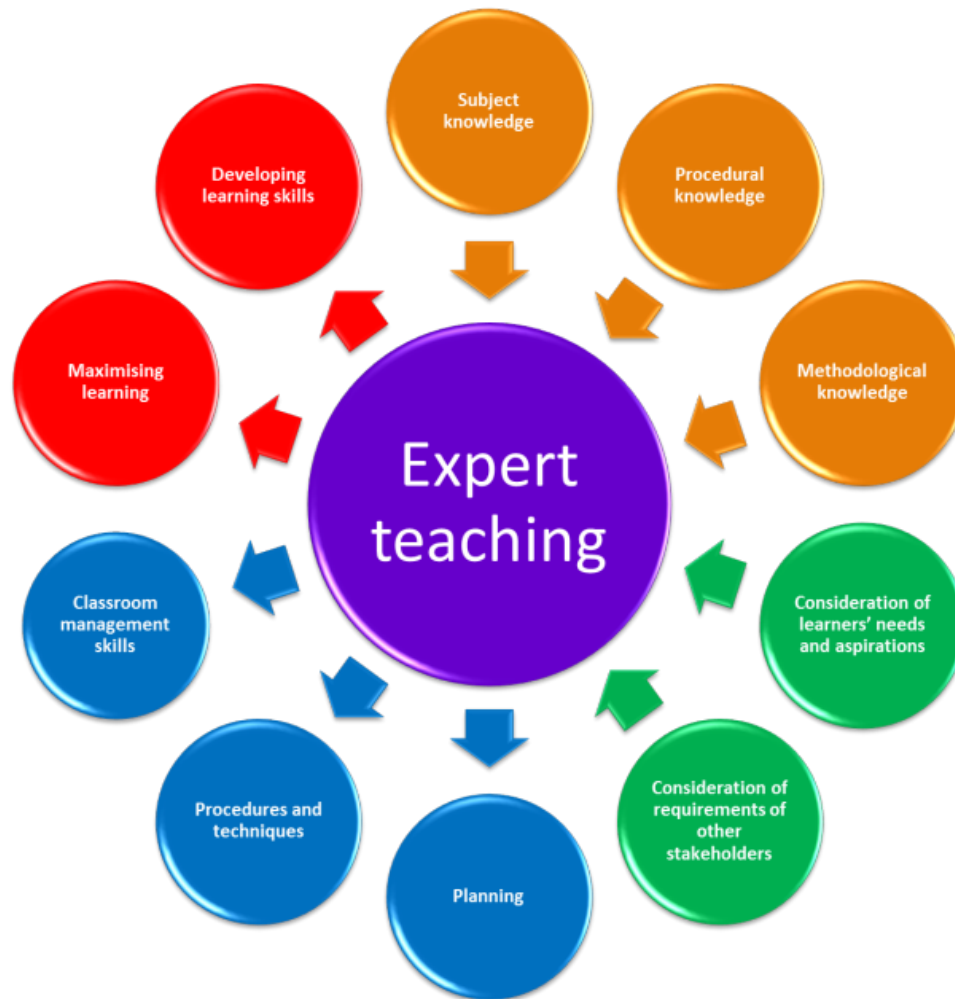 Subject
knowledge
Procedural
knowledge
Methodological
knowledge
Consideration of
learners’ needs
and aspirations
Consideration of
requirements of
other
stakeholders
Planning
Procedures and
techniques
Classroom
management
skills
Maximising
learning
Developing
learning skills
Expert
teaching